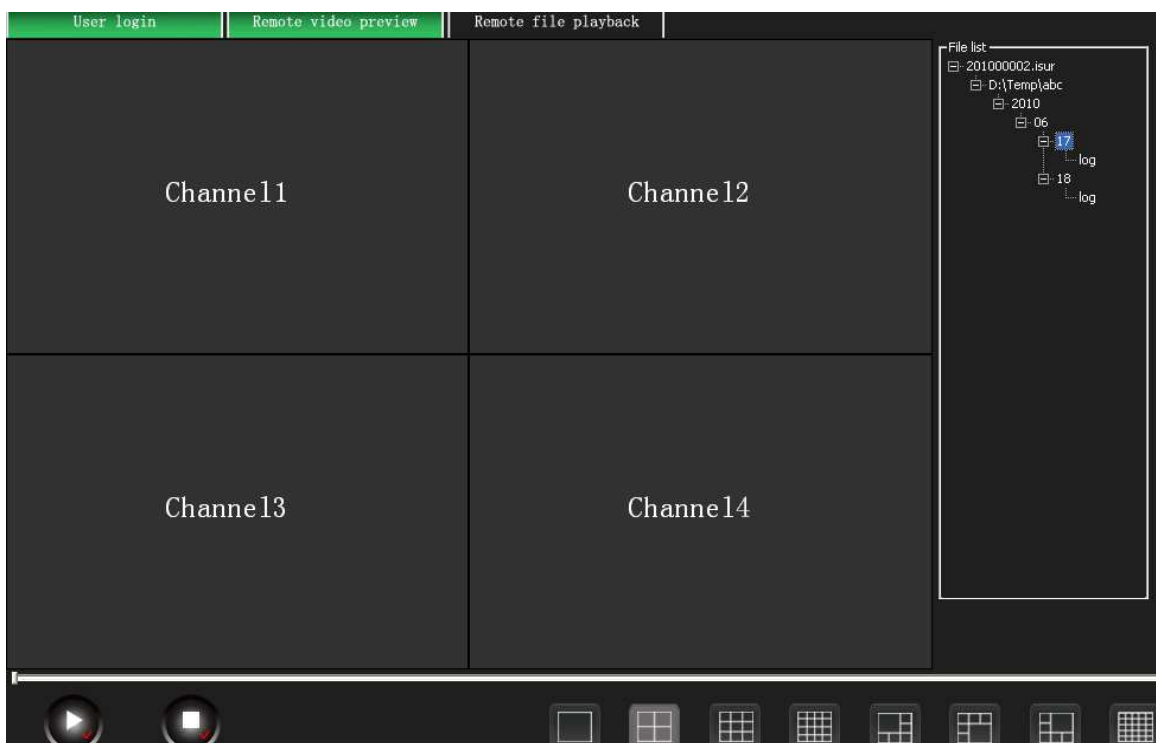 User login
Remote video preview
Remote file playback
File list
201000002.isur
D:\Temp\abc
2010
06
17
log
18
log
Channel1
Channel2
Channel3
Channel4